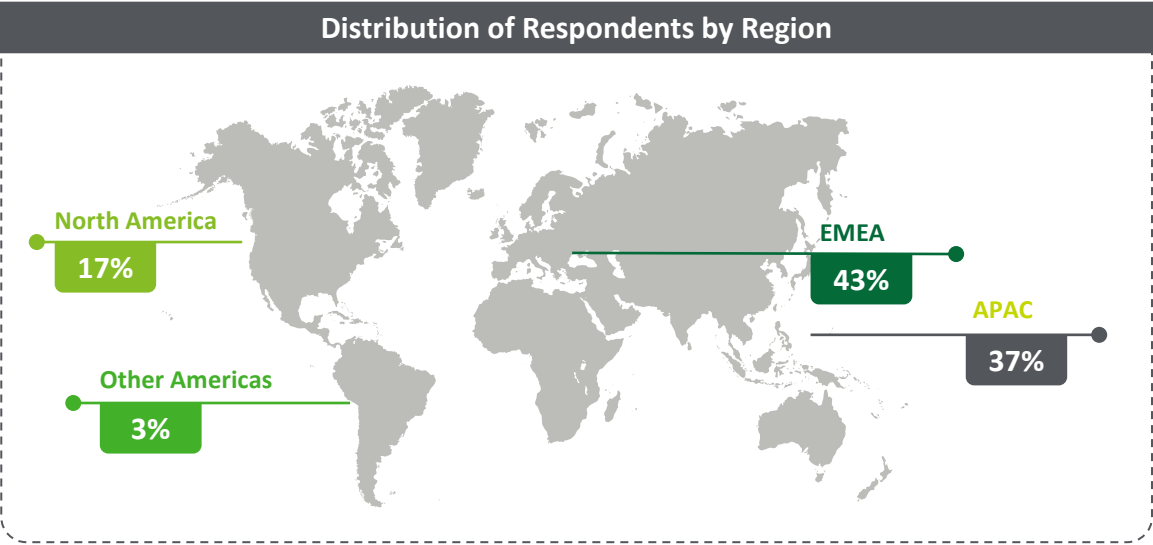 Distribution of Respondents by Region
North America
17%
EMEA
43%
APAC
37%
Other Americas
3%